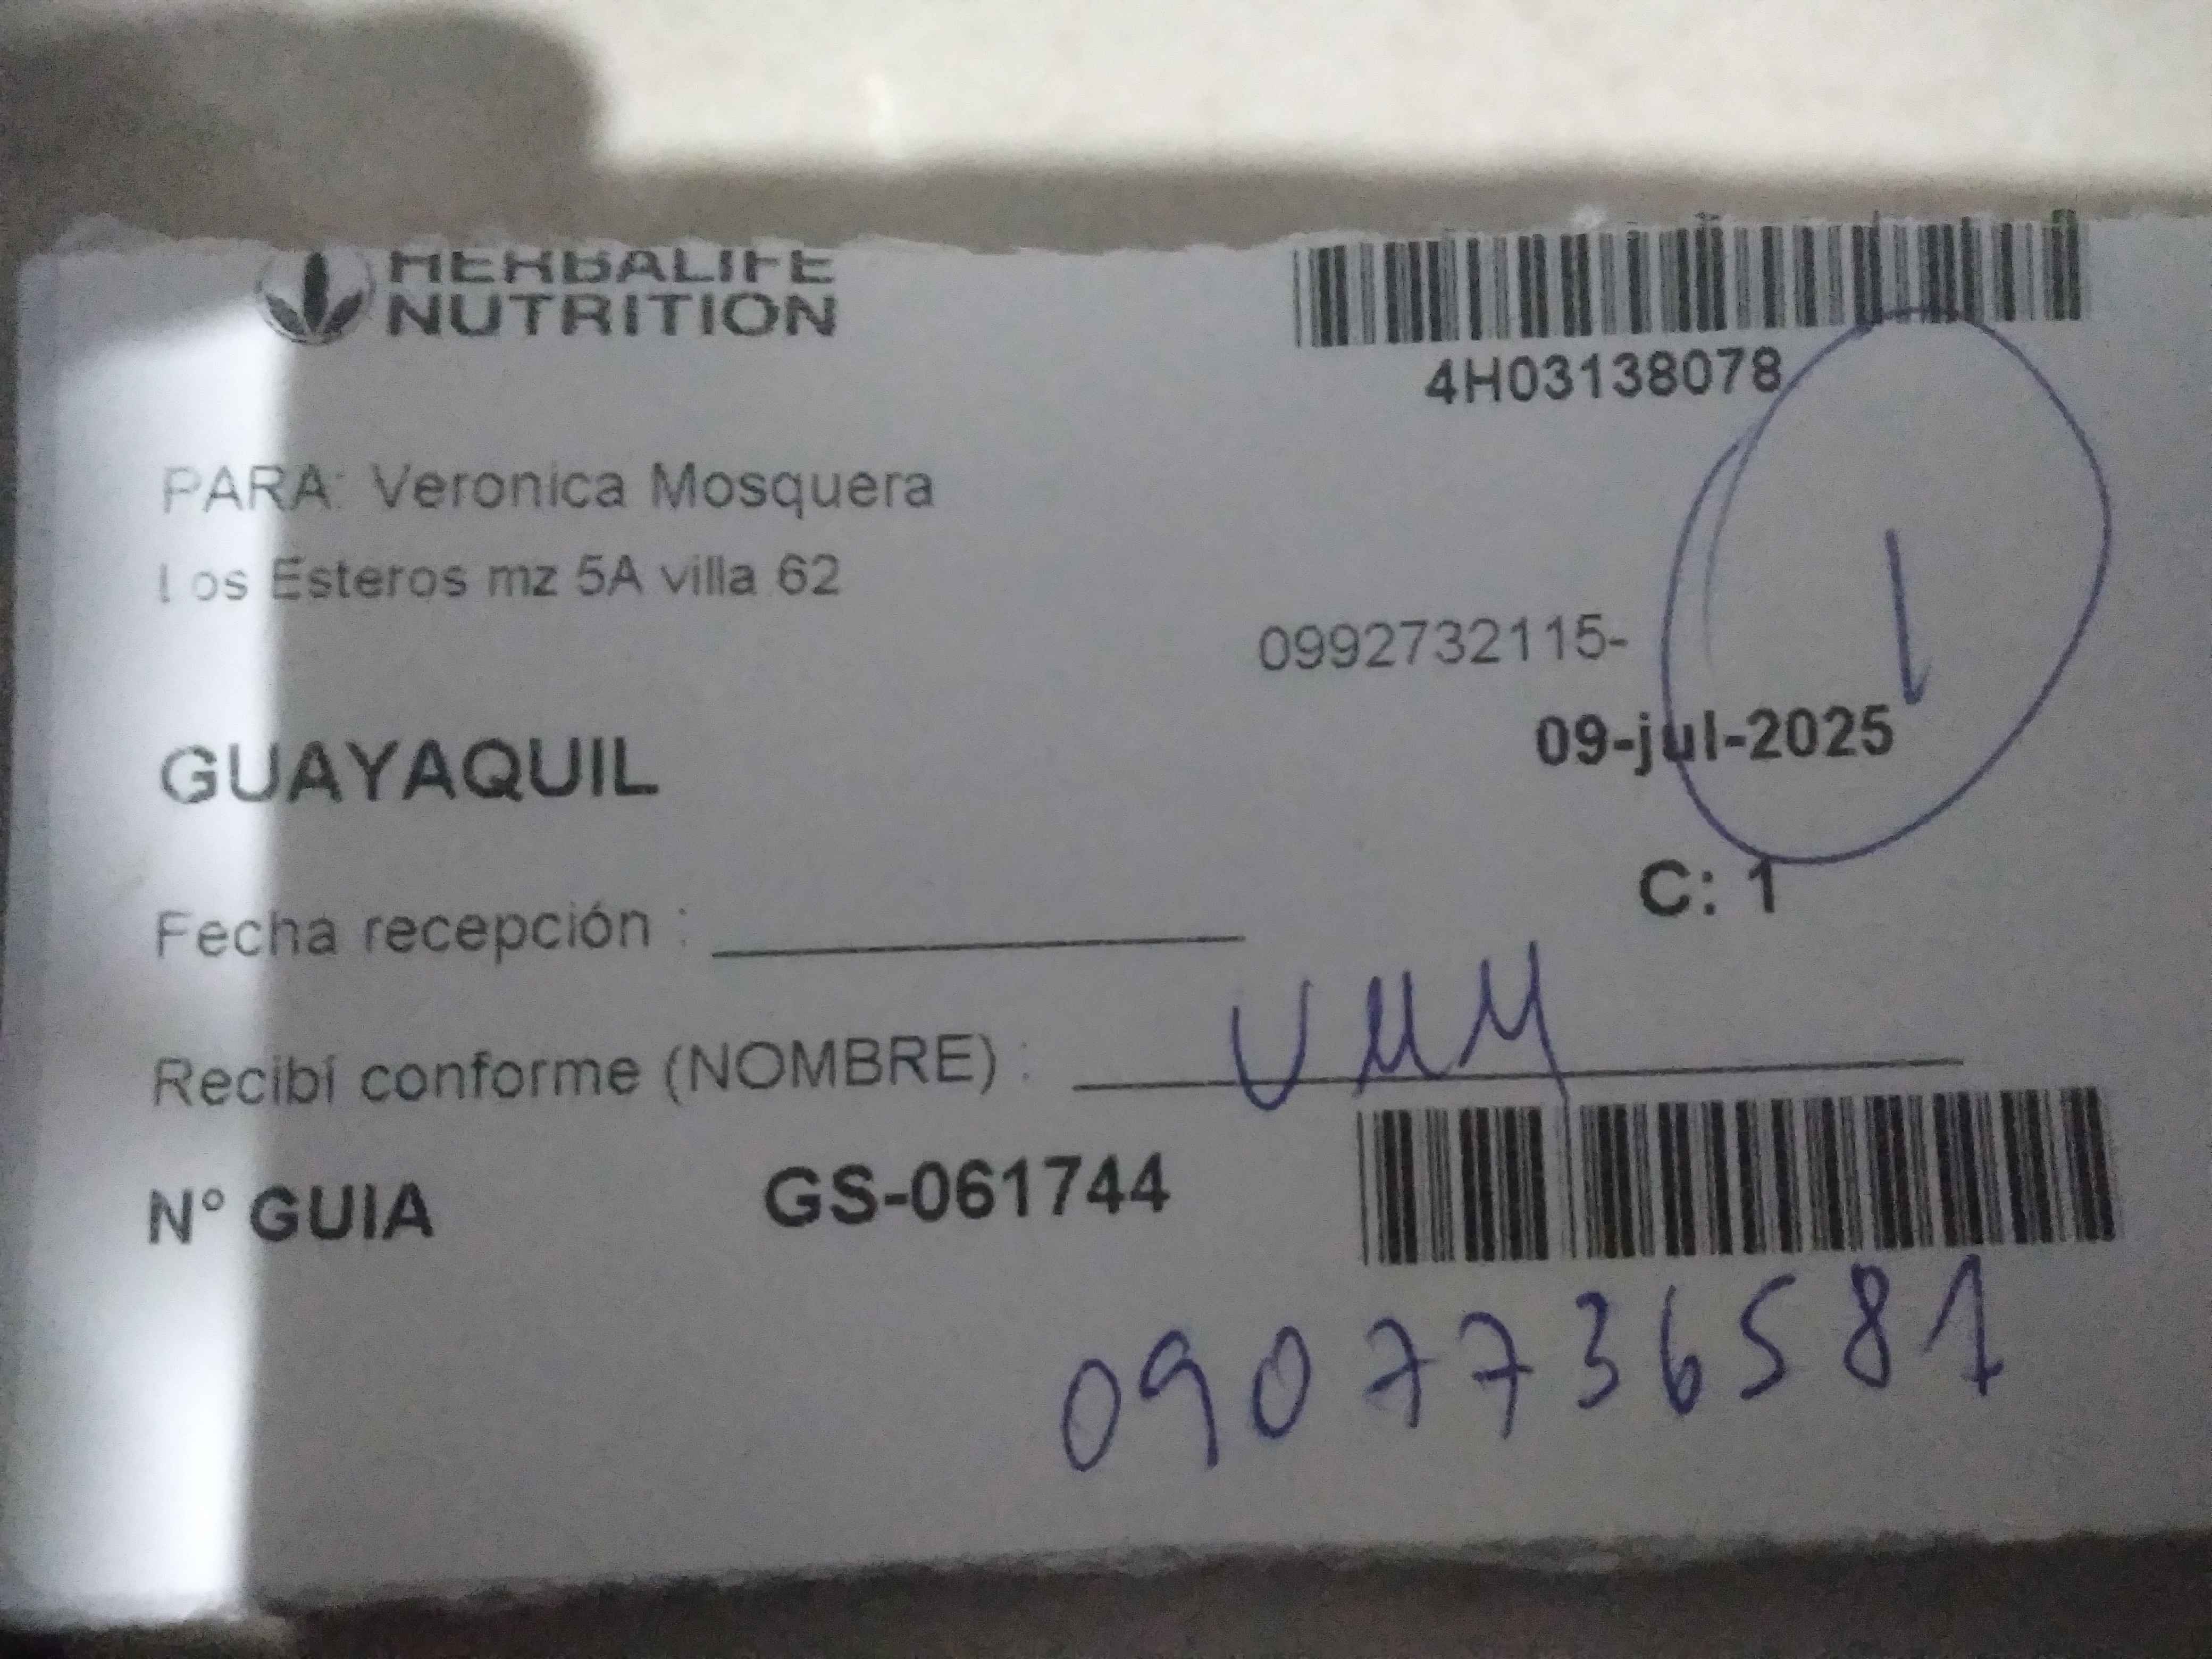 HERBALIFE
NUTRITION
4H03138078
PARA: Veronica Mosquera
Los Esteros mz 5A villa 62
0992732115-
1
GUAYAQUIL
09-jul-2025
C: 1
Fecha recepción :
Recibí conforme (NOMBRE) :
N° GUIA GS-061744
0907736581